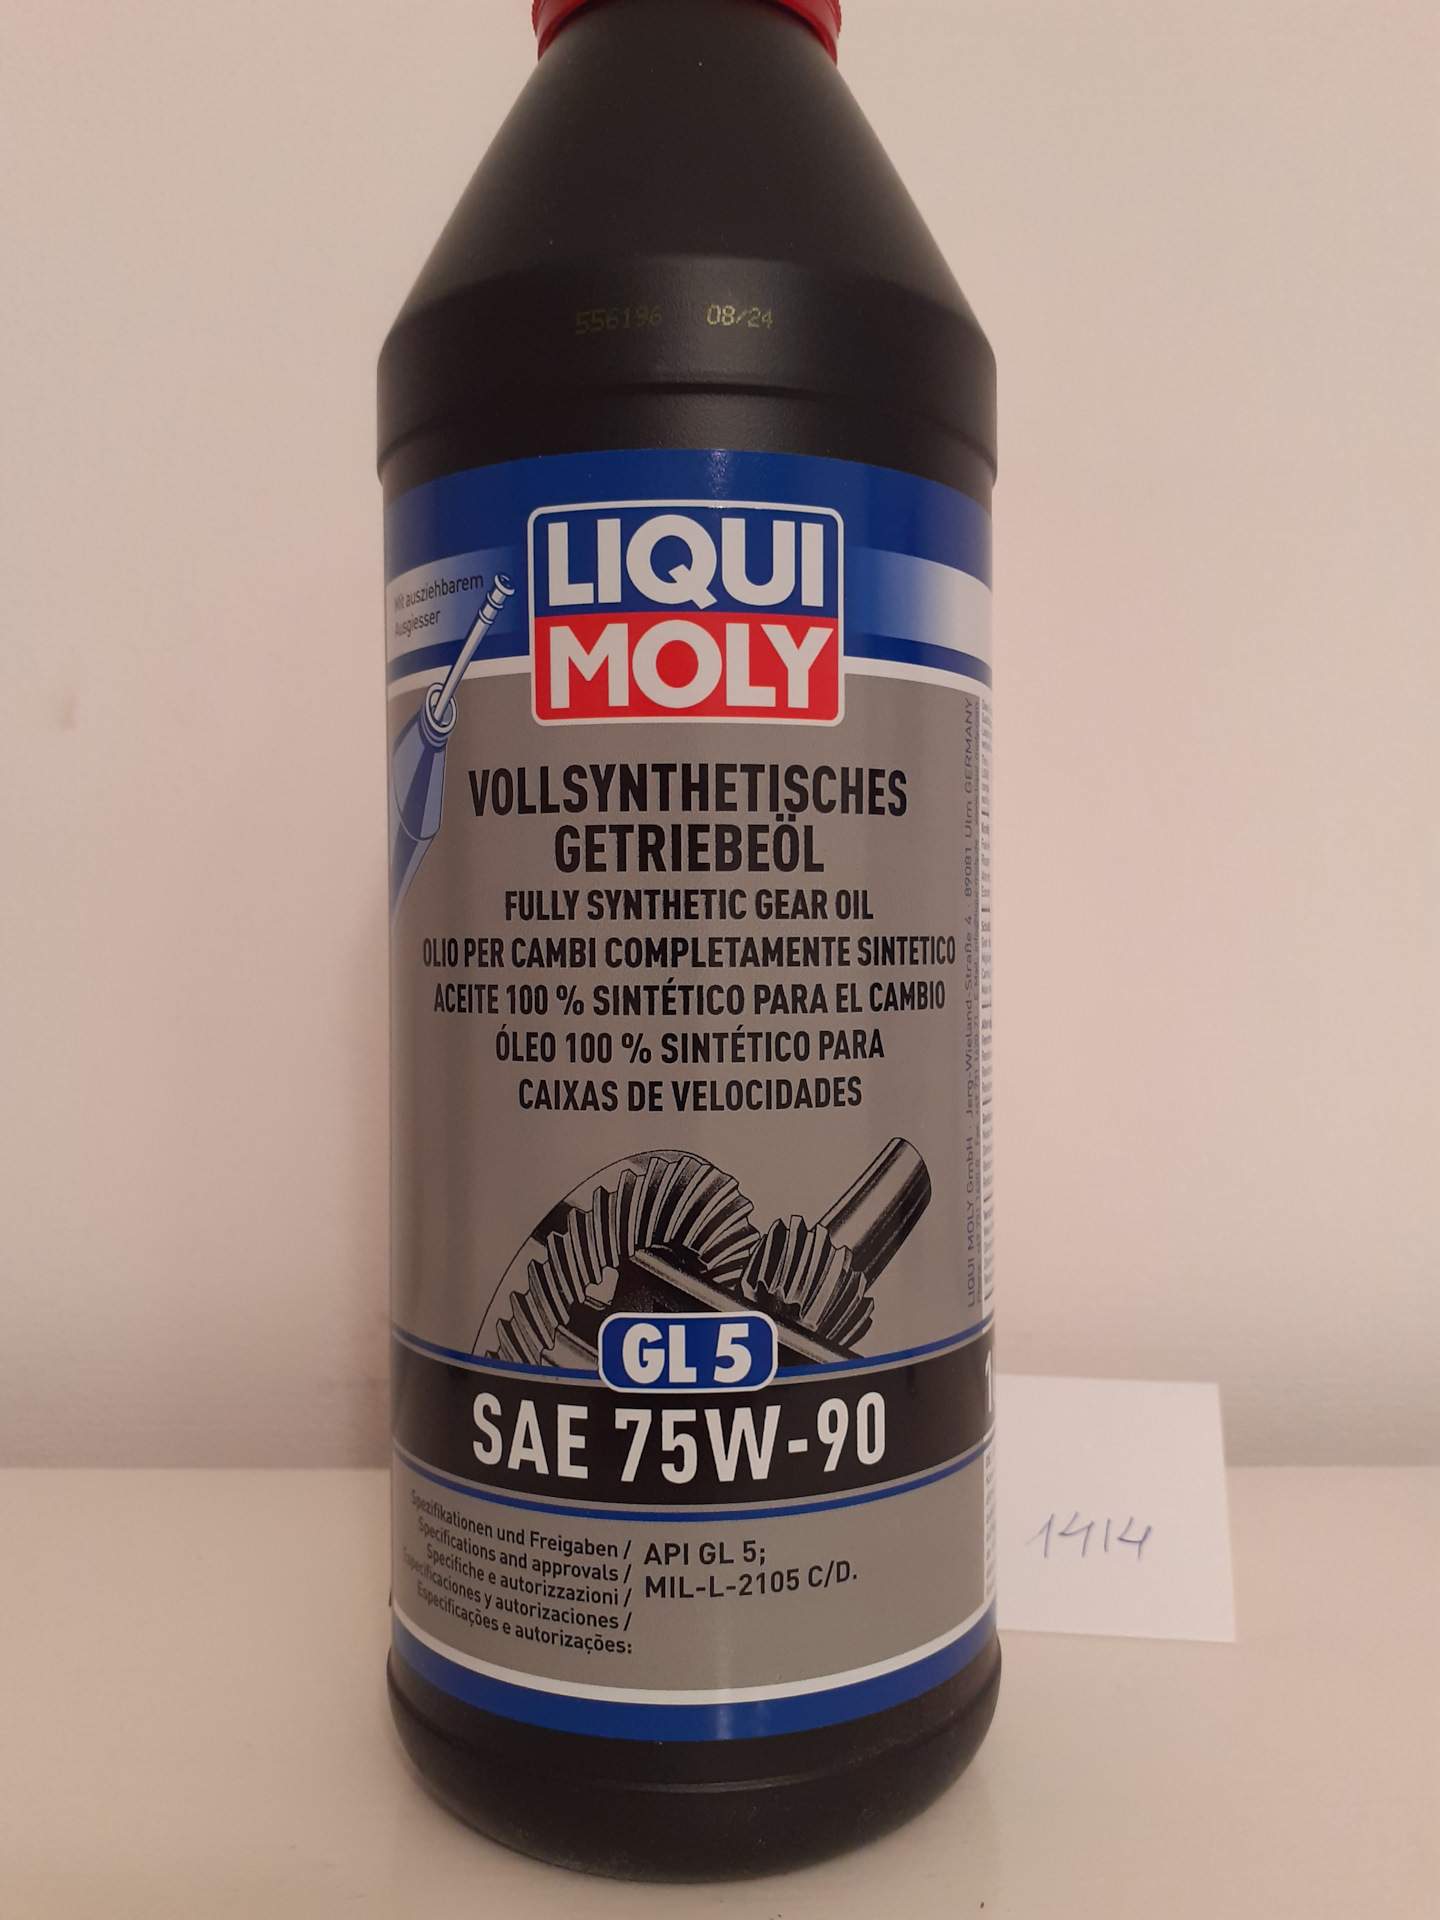 556196 08/24
LIQUI
MOLY
Mit ausziehbarem
Ausgiesser
VOLLSYNTHETISCHES
GETRIEBEÖL
FULLY SYNTHETIC GEAR OIL
OLIO PER CAMBI COMPLETAMENTE SINTETICO
ACEITE 100 % SINTÉTICO PARA EL CAMBIO
ÓLEO 100 % SINTÉTICO PARA
CAIXAS DE VELOCIDADES
GL 5
SAE 75W-90
Spezifikationen und Freigaben /
Specifications and approvals /
Specifiche e autorizzazioni /
Especificaciones y autorizaciones /
Especificações e autorizações:
API GL 5;
MIL-L-2105 C/D.
LIQUI MOLY GmbH · Jerg-Wieland-Straße 4 · 89081 Ulm GERMANY
1
1414